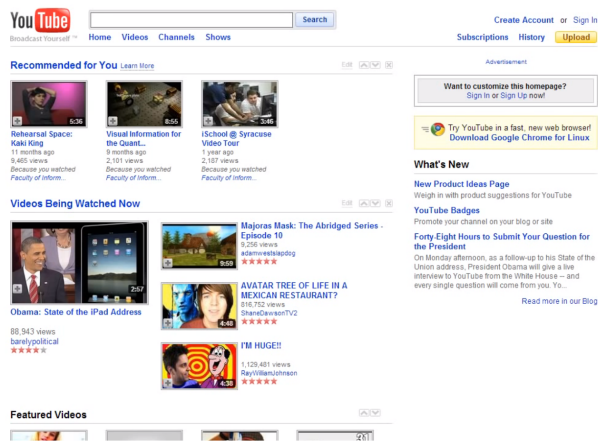 YouTube
Broadcast Yourself ™
Search
Home Videos Channels Shows
Create Account or Sign In
Subscriptions History Upload
Recommended for You Learn More
Edit
5:36
8:55
3:46
Rehearsal Space:
Kaki King
11 months ago
9,465 views
Because you watched
Faculty of Inform...
Visual Information for
the Quant...
9 months ago
2,101 views
Because you watched
Faculty of Inform...
iSchool @ Syracuse
Video Tour
1 year ago
2,187 views
Because you watched
Faculty of Inform...
Videos Being Watched Now
Edit
2:57
Obama: State of the iPad Address
88,943 views
barelypolitical
9:59
Majoras Mask: The Abridged Series -
Episode 10
9,256 views
adamwestslapdog
4:48
AVATAR TREE OF LIFE IN A
MEXICAN RESTAURANT?
816,752 views
ShaneDawsonTV2
4:38
I'M HUGE!!
1,129,481 views
RayWilliamJohnson
Featured Videos
31
Advertisement
Want to customize this homepage?
Sign In or Sign Up now!
Try YouTube in a fast, new web browser!
Download Google Chrome for Linux
What's New
New Product Ideas Page
Weigh in with product suggestions for YouTube
YouTube Badges
Promote your channel on your blog or site
Forty-Eight Hours to Submit Your Question for
the President
On Monday afternoon, as a follow-up to his State of the
Union address, President Obama will give a live
interview to YouTube from the White House -- and
every single question will come from you. Yo...
Read more in our Blog